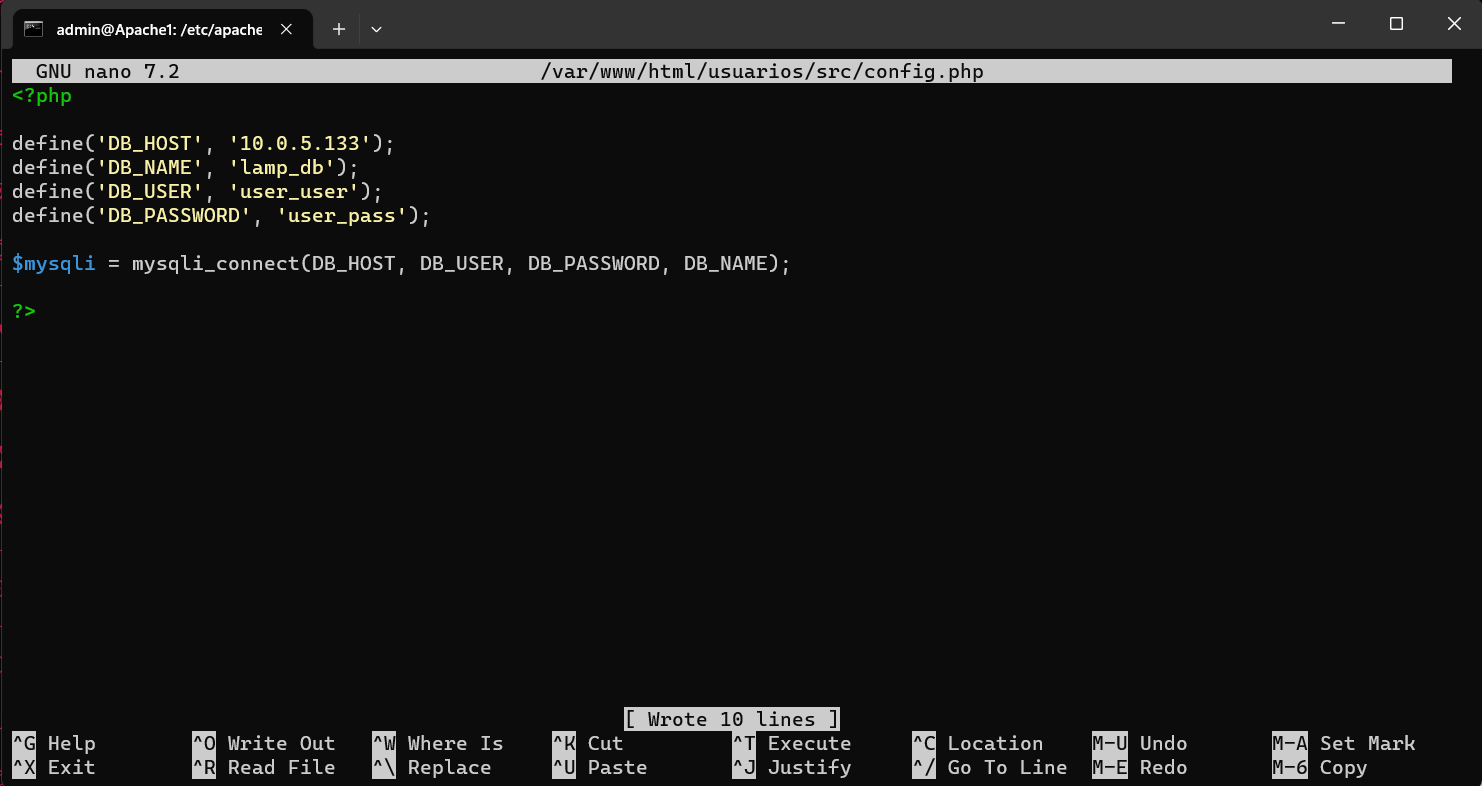 admin@Apache1: /etc/apache
GNU nano 7.2 /var/www/html/usuarios/src/config.php
<?php
define('DB_HOST', '10.0.5.133');
define('DB_NAME', 'lamp_db');
define('DB_USER', 'user_user');
define('DB_PASSWORD', 'user_pass');
$mysqli = mysqli_connect(DB_HOST, DB_USER, DB_PASSWORD, DB_NAME);
?>
[ Wrote 10 lines ]
^G Help ^O Write Out ^W Where Is ^K Cut ^T Execute ^C Location M-U Undo M-A Set Mark
^X Exit ^R Read File ^\ Replace ^U Paste ^J Justify ^/ Go To Line M-E Redo M-6 Copy